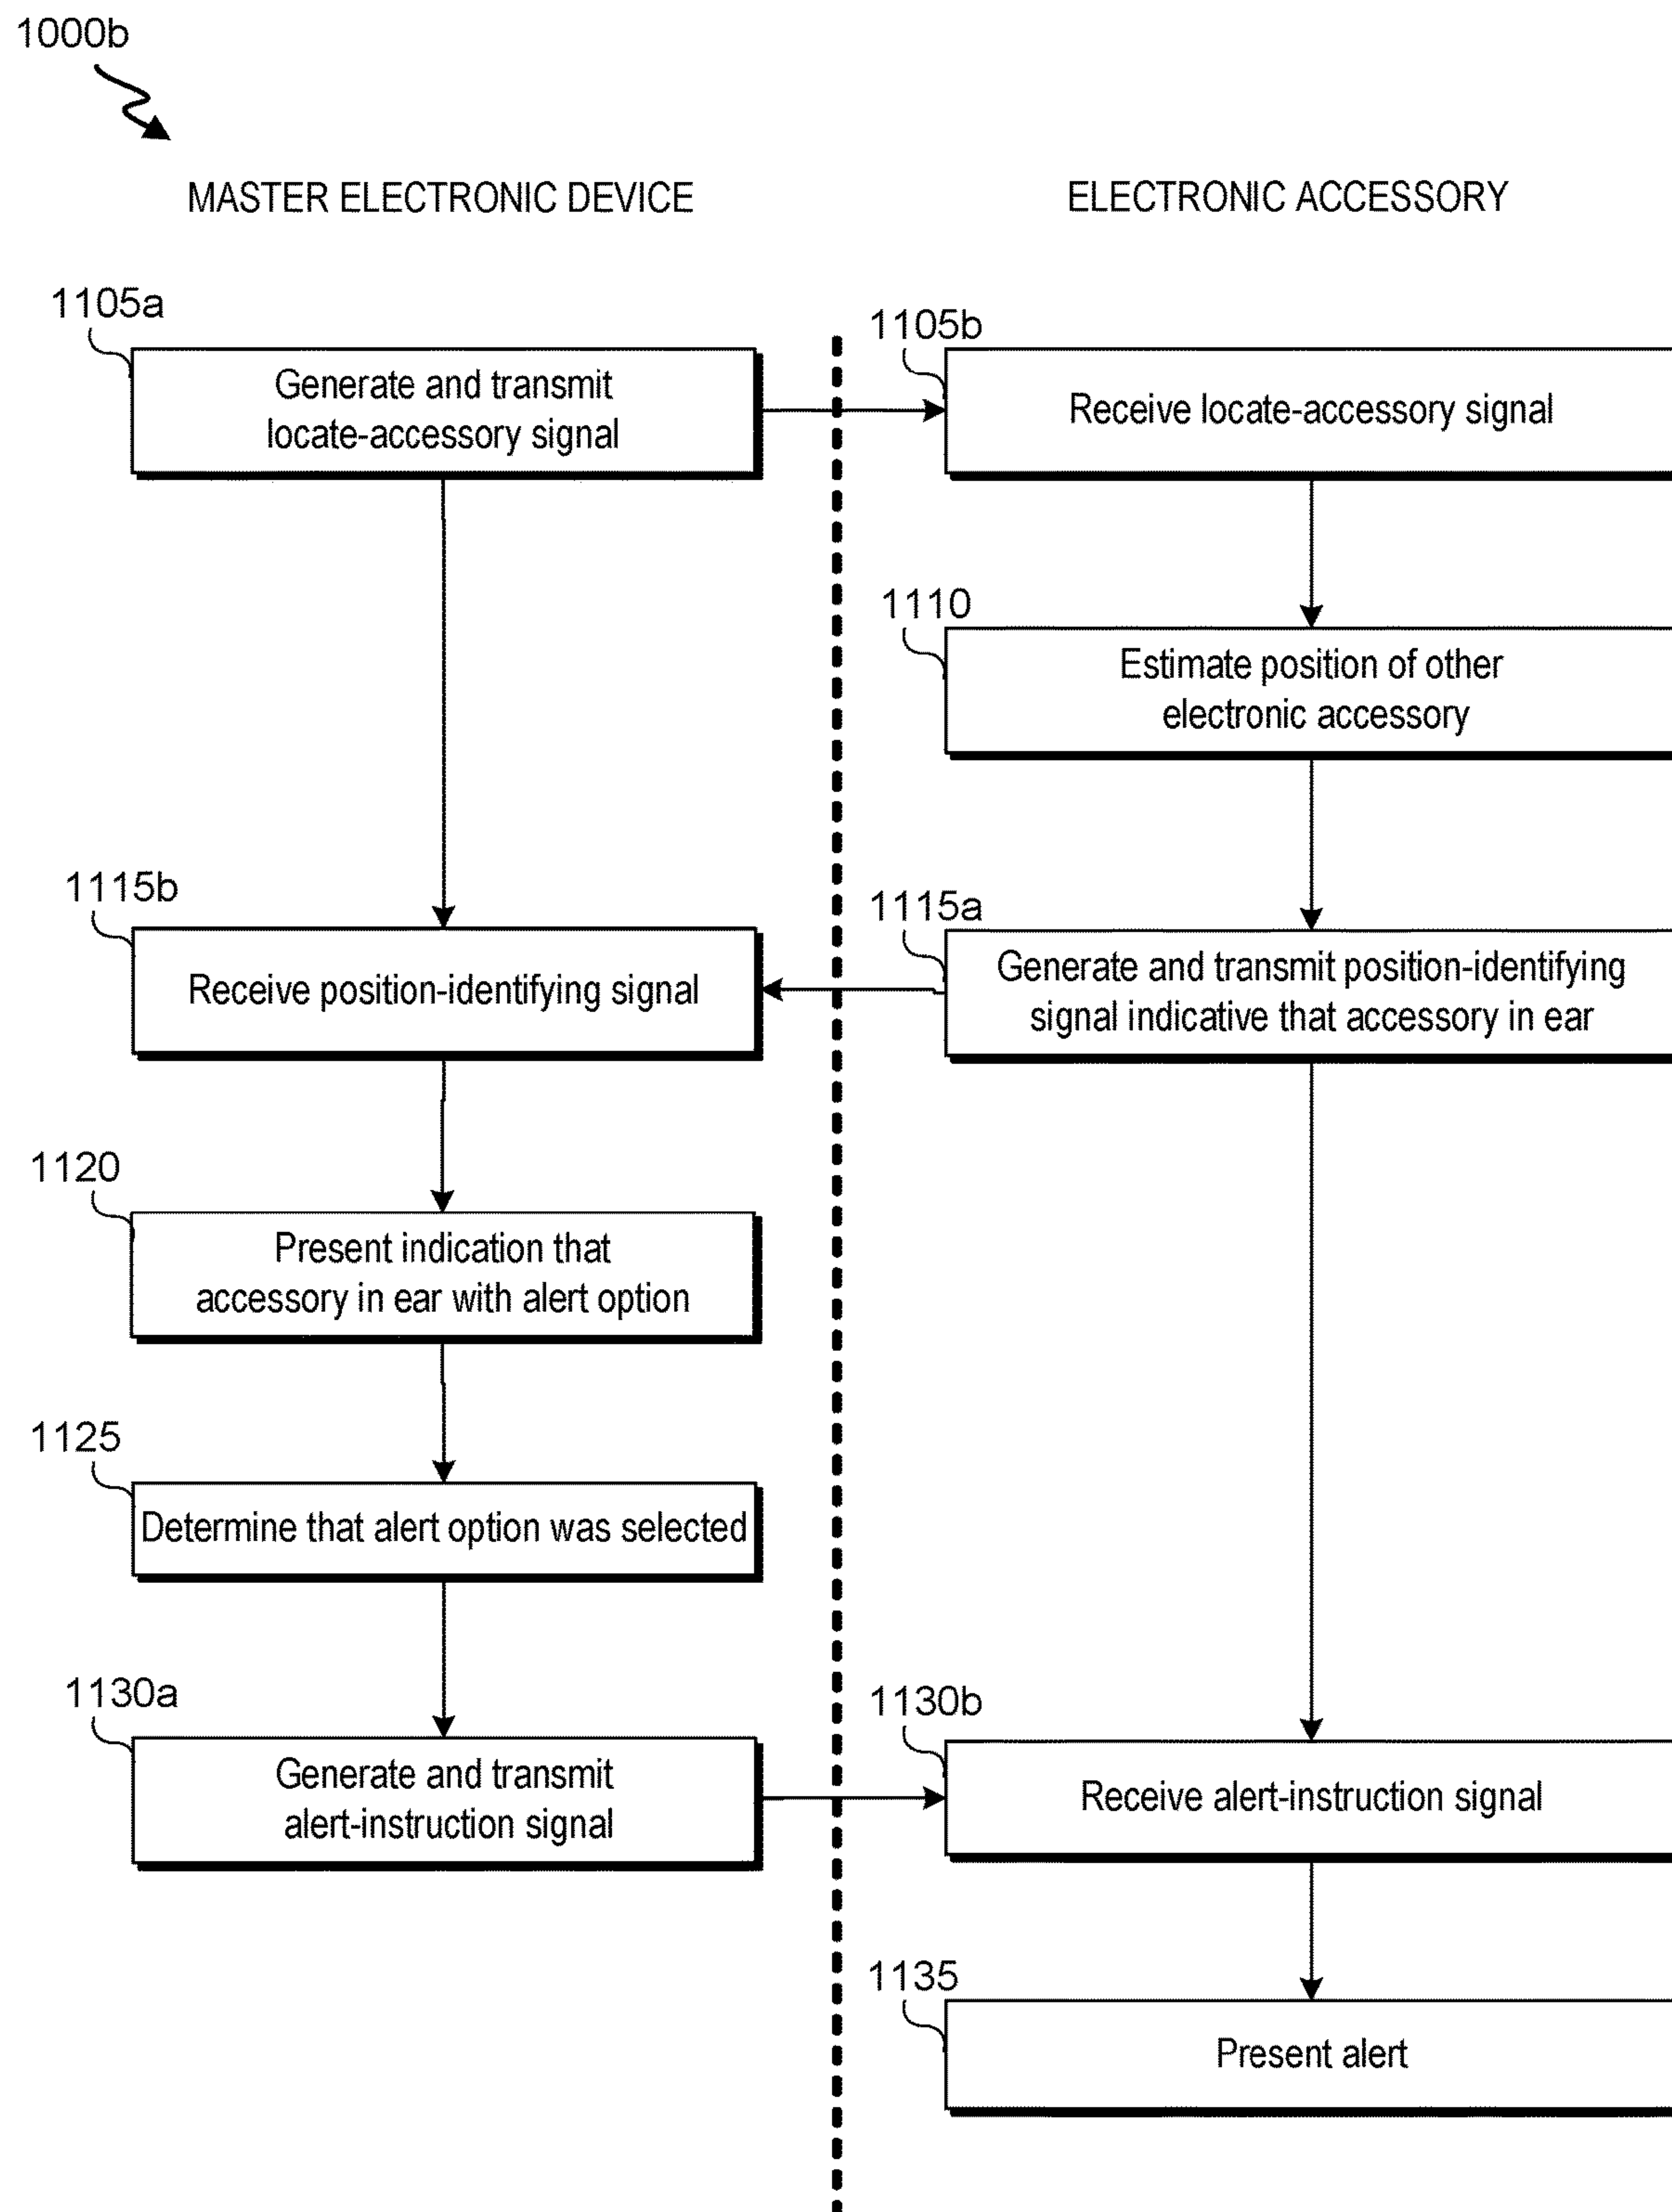 1000b
MASTER ELECTRONIC DEVICE
ELECTRONIC ACCESSORY
1105a
Generate and transmit
locate-accessory signal
1105b
Receive locate-accessory signal
1110
Estimate position of other
electronic accessory
1115b
Receive position-identifying signal
1115a
Generate and transmit position-identifying
signal indicative that accessory in ear
1120
Present indication that
accessory in ear with alert option
1125
Determine that alert option was selected
1130a
Generate and transmit
alert-instruction signal
1130b
Receive alert-instruction signal
1135
Present alert